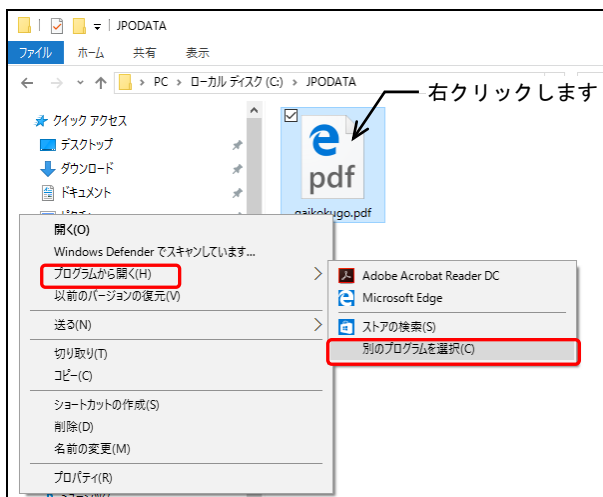 JPODATA
ファイル ホーム 共有 表示
PC > ローカル ディスク (C:) > JPODATA
右クリックします
クイック アクセス
デスクトップ
ダウンロード
ドキュメント
pdf
gaikokugo.pdf
開く(O)
Windows Defender でスキャンしています...
プログラムから開く(H)
以前のバージョンの復元(V)
送る(N)
切り取り(T)
コピー(C)
ショートカットの作成(S)
削除(D)
名前の変更(M)
プロパティ(R)
Adobe Acrobat Reader DC
Microsoft Edge
ストアの検索(S)
別のプログラムを選択(C)